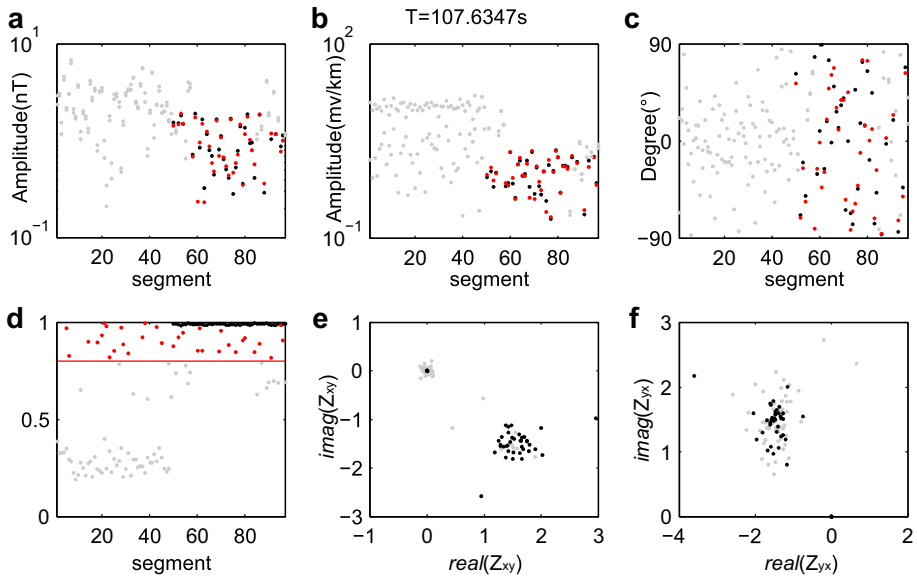 a b T=107.6347s c
10^1 10^2 90
Amplitude(nT) Amplitude(mv/km) Degree(°) 0
10^−1 10^−1 −90
20 40 60 80 20 40 60 80 20 40 60 80
segment segment segment
d e f
1 1 3
0 2
0.5 imag(Zxy) −1 imag(Zyx)
−2 1
0 −3 0
20 40 60 80 −1 0 1 2 3 −4 −2 0 2
segment real(Zxy) real(Zyx)